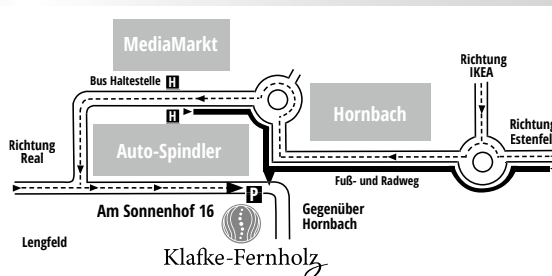 MediaMarkt
Richtung
IKEA
Bus Haltestelle H
H
Hornbach
Richtung
Estenfel
Richtung
Real
Auto-Spindler
Fuß- und Radweg
P
Am Sonnenhof 16
Gegenüber
Hornbach
Lengfeld
Klafke-Fernholz